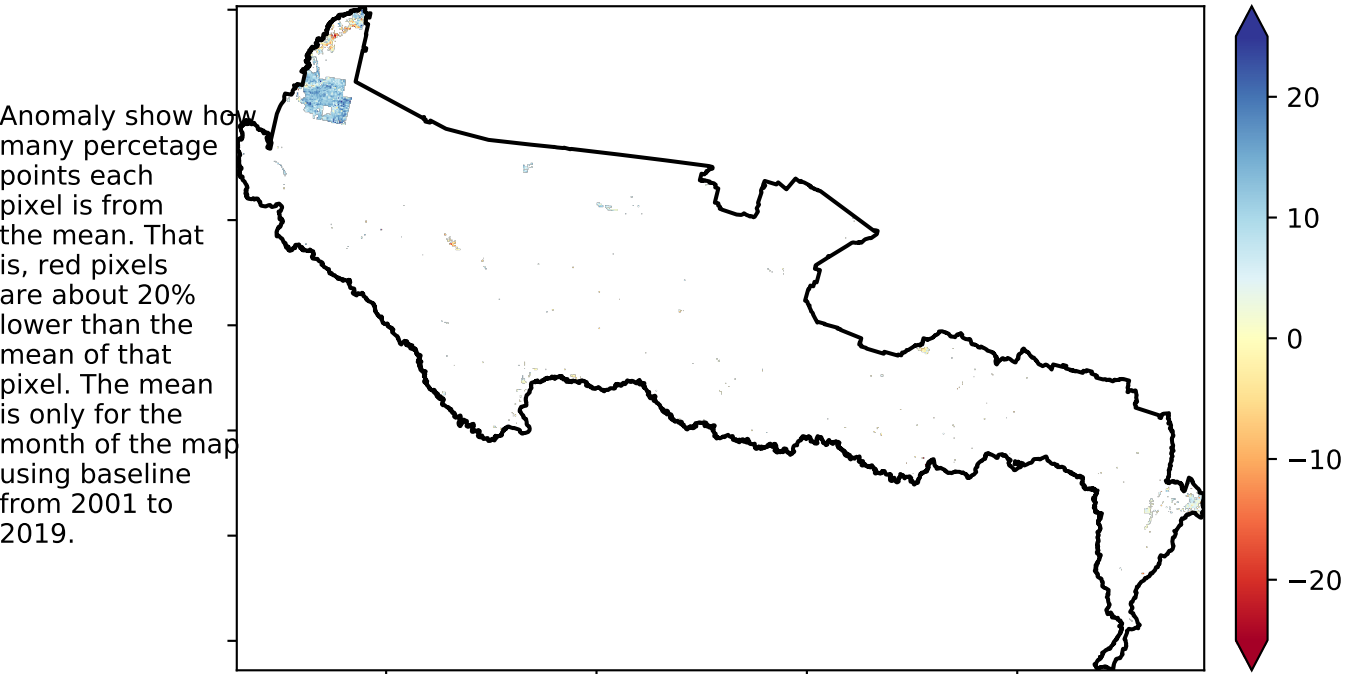 Anomaly show how
many percetage
points each
pixel is from
the mean. That
is, red pixels
are about 20%
lower than the
mean of that
pixel. The mean
is only for the
month of the map
using baseline
from 2001 to
2019.
20
10
0
−10
−20